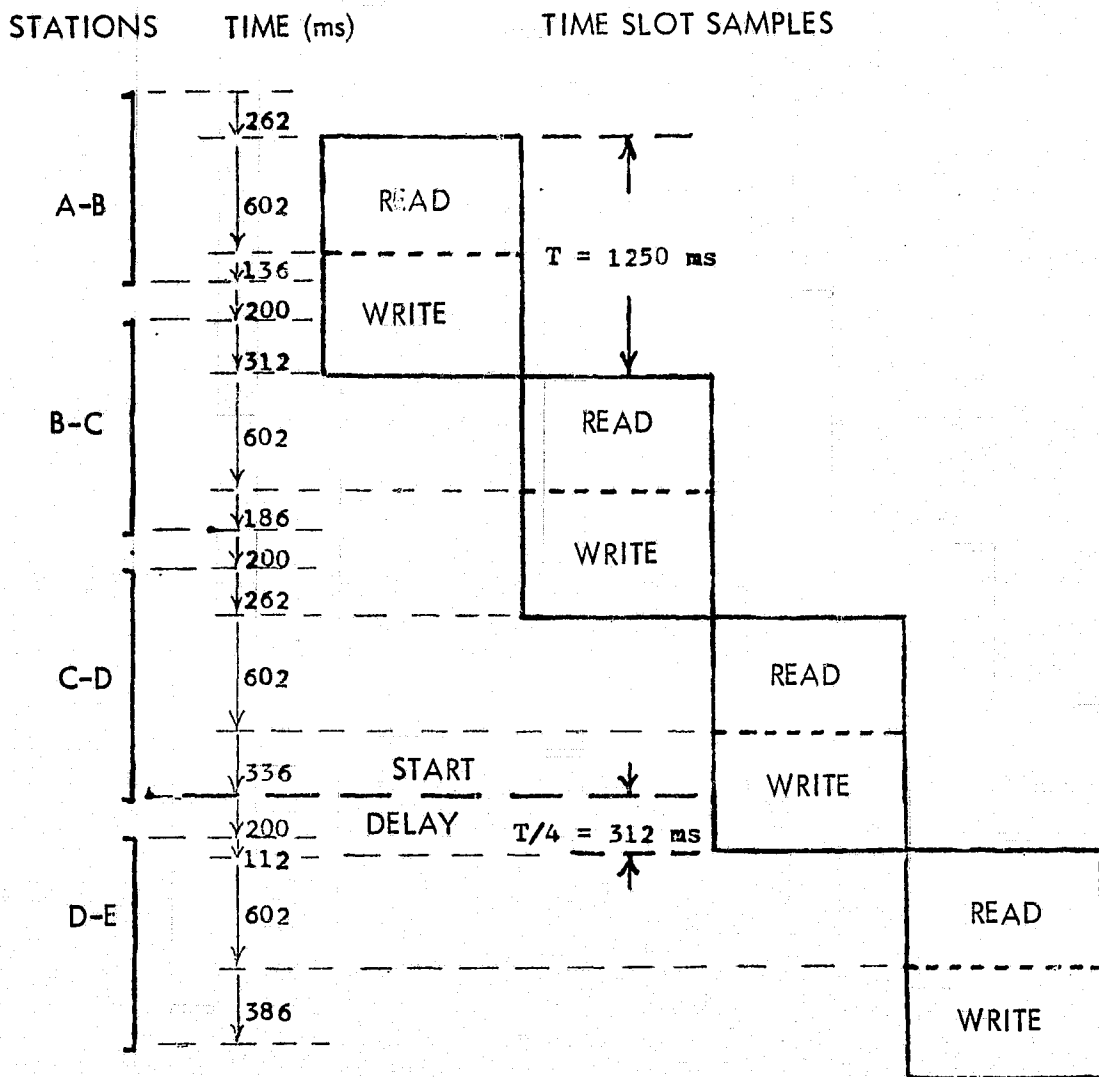 STATIONS TIME (ms) TIME SLOT SAMPLES
262
A-B 602 READ
T = 1250 ms
136
200 WRITE
312
B-C 602 READ
186
200 WRITE
262
C-D 602 READ
336 START WRITE
200 DELAY T/4 = 312 ms
112
D-E 602 READ
386 WRITE